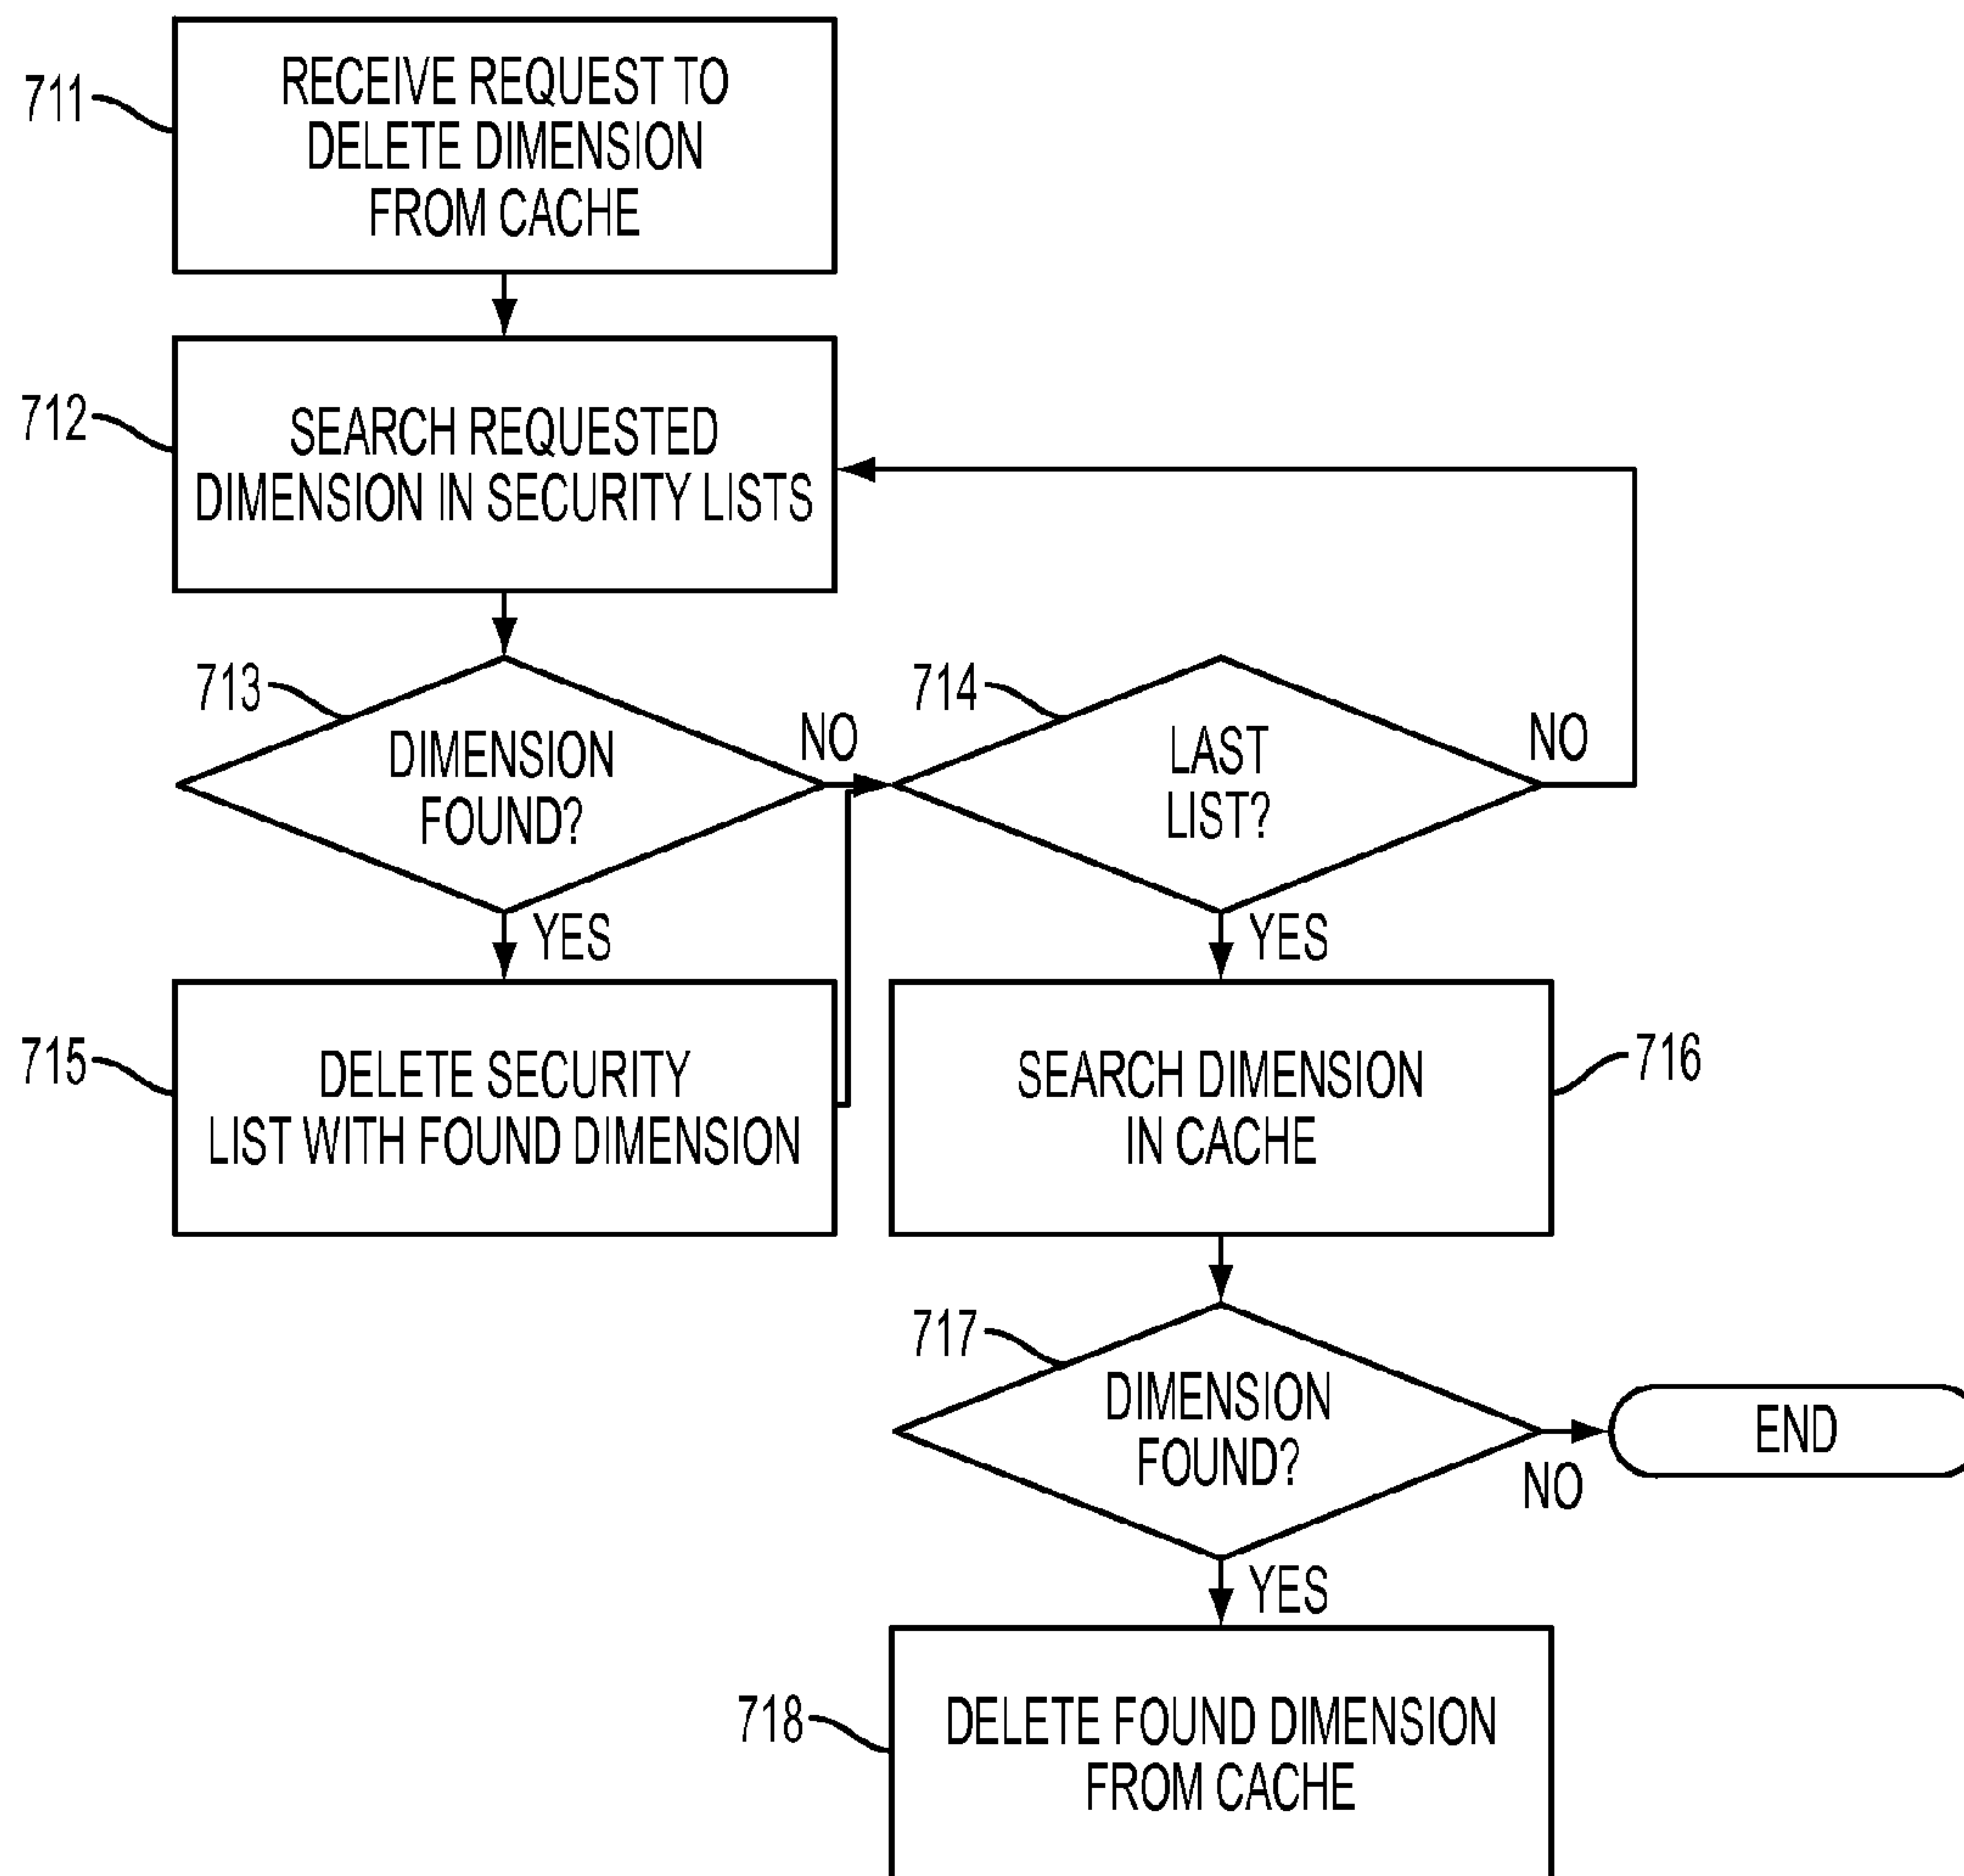 711
RECEIVE REQUEST TO
DELETE DIMENSION
FROM CACHE
712
SEARCH REQUESTED
DIMENSION IN SECURITY LISTS
713
DIMENSION
FOUND?
NO
YES
714
LAST
LIST?
NO
YES
715
DELETE SECURITY
LIST WITH FOUND DIMENSION
716
SEARCH DIMENSION
IN CACHE
717
DIMENSION
FOUND?
NO
END
YES
718
DELETE FOUND DIMENSION
FROM CACHE